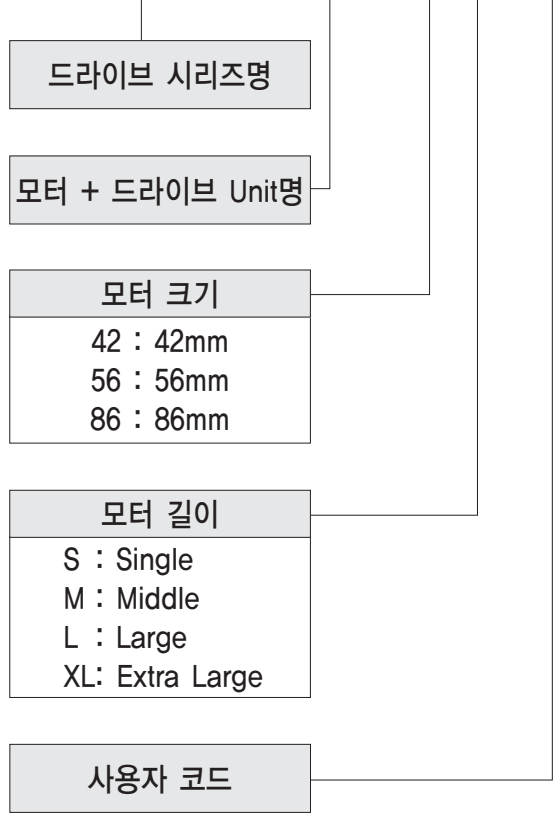 드라이브 시리즈명
모터 + 드라이브 Unit명
모터 크기
42 : 42mm
56 : 56mm
86 : 86mm
모터 길이
S : Single
M : Middle
L : Large
XL: Extra Large
사용자 코드